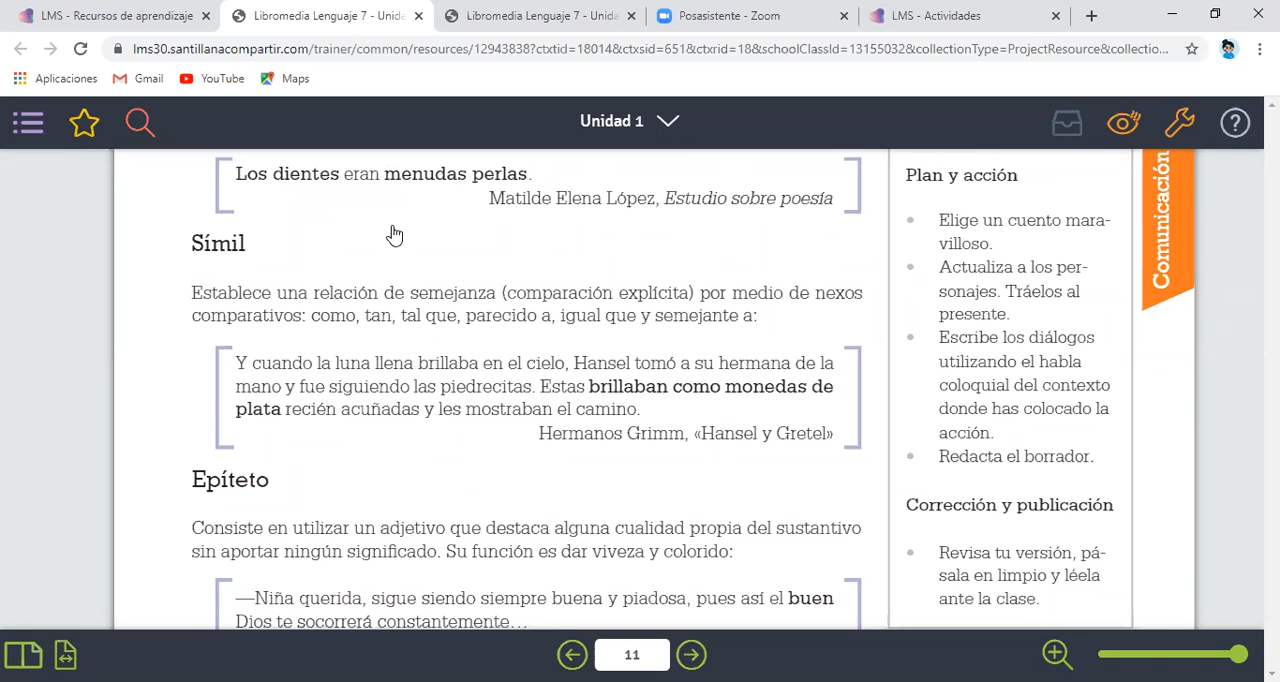 LMS - Recursos de aprendizaje
Libromedia Lenguaje 7 - Unida
Libromedia Lenguaje 7 - Unida
Posasistente - Zoom
LMS - Actividades
lms30.santillanacompartir.com/trainer/common/resources/12943838?ctxtid=18014&ctxsid=651&ctxrid=18&schoolClassId=13155032&collectionType=ProjectResource&collectio...
Aplicaciones
Gmail
YouTube
Maps
Unidad 1
Los dientes eran menudas perlas.
Matilde Elena López, Estudio sobre poesía
Símil
Establece una relación de semejanza (comparación explícita) por medio de nexos
comparativos: como, tan, tal que, parecido a, igual que y semejante a:
Y cuando la luna llena brillaba en el cielo, Hansel tomó a su hermana de la
mano y fue siguiendo las piedrecitas. Estas brillaban como monedas de
plata recién acuñadas y les mostraban el camino.
Hermanos Grimm, «Hansel y Gretel»
Epíteto
Consiste en utilizar un adjetivo que destaca alguna cualidad propia del sustantivo
sin aportar ningún significado. Su función es dar viveza y colorido:
—Niña querida, sigue siendo siempre buena y piadosa, pues así el buen
Dios te socorrerá constantemente...
Plan y acción
Elige un cuento mara-
villoso.
Actualiza a los per-
sonajes. Tráelos al
presente.
Escribe los diálogos
utilizando el habla
coloquial del contexto
donde has colocado la
acción.
Redacta el borrador.
Corrección y publicación
Revisa tu versión, pá-
sala en limpio y léela
ante la clase.
Comunicación
11